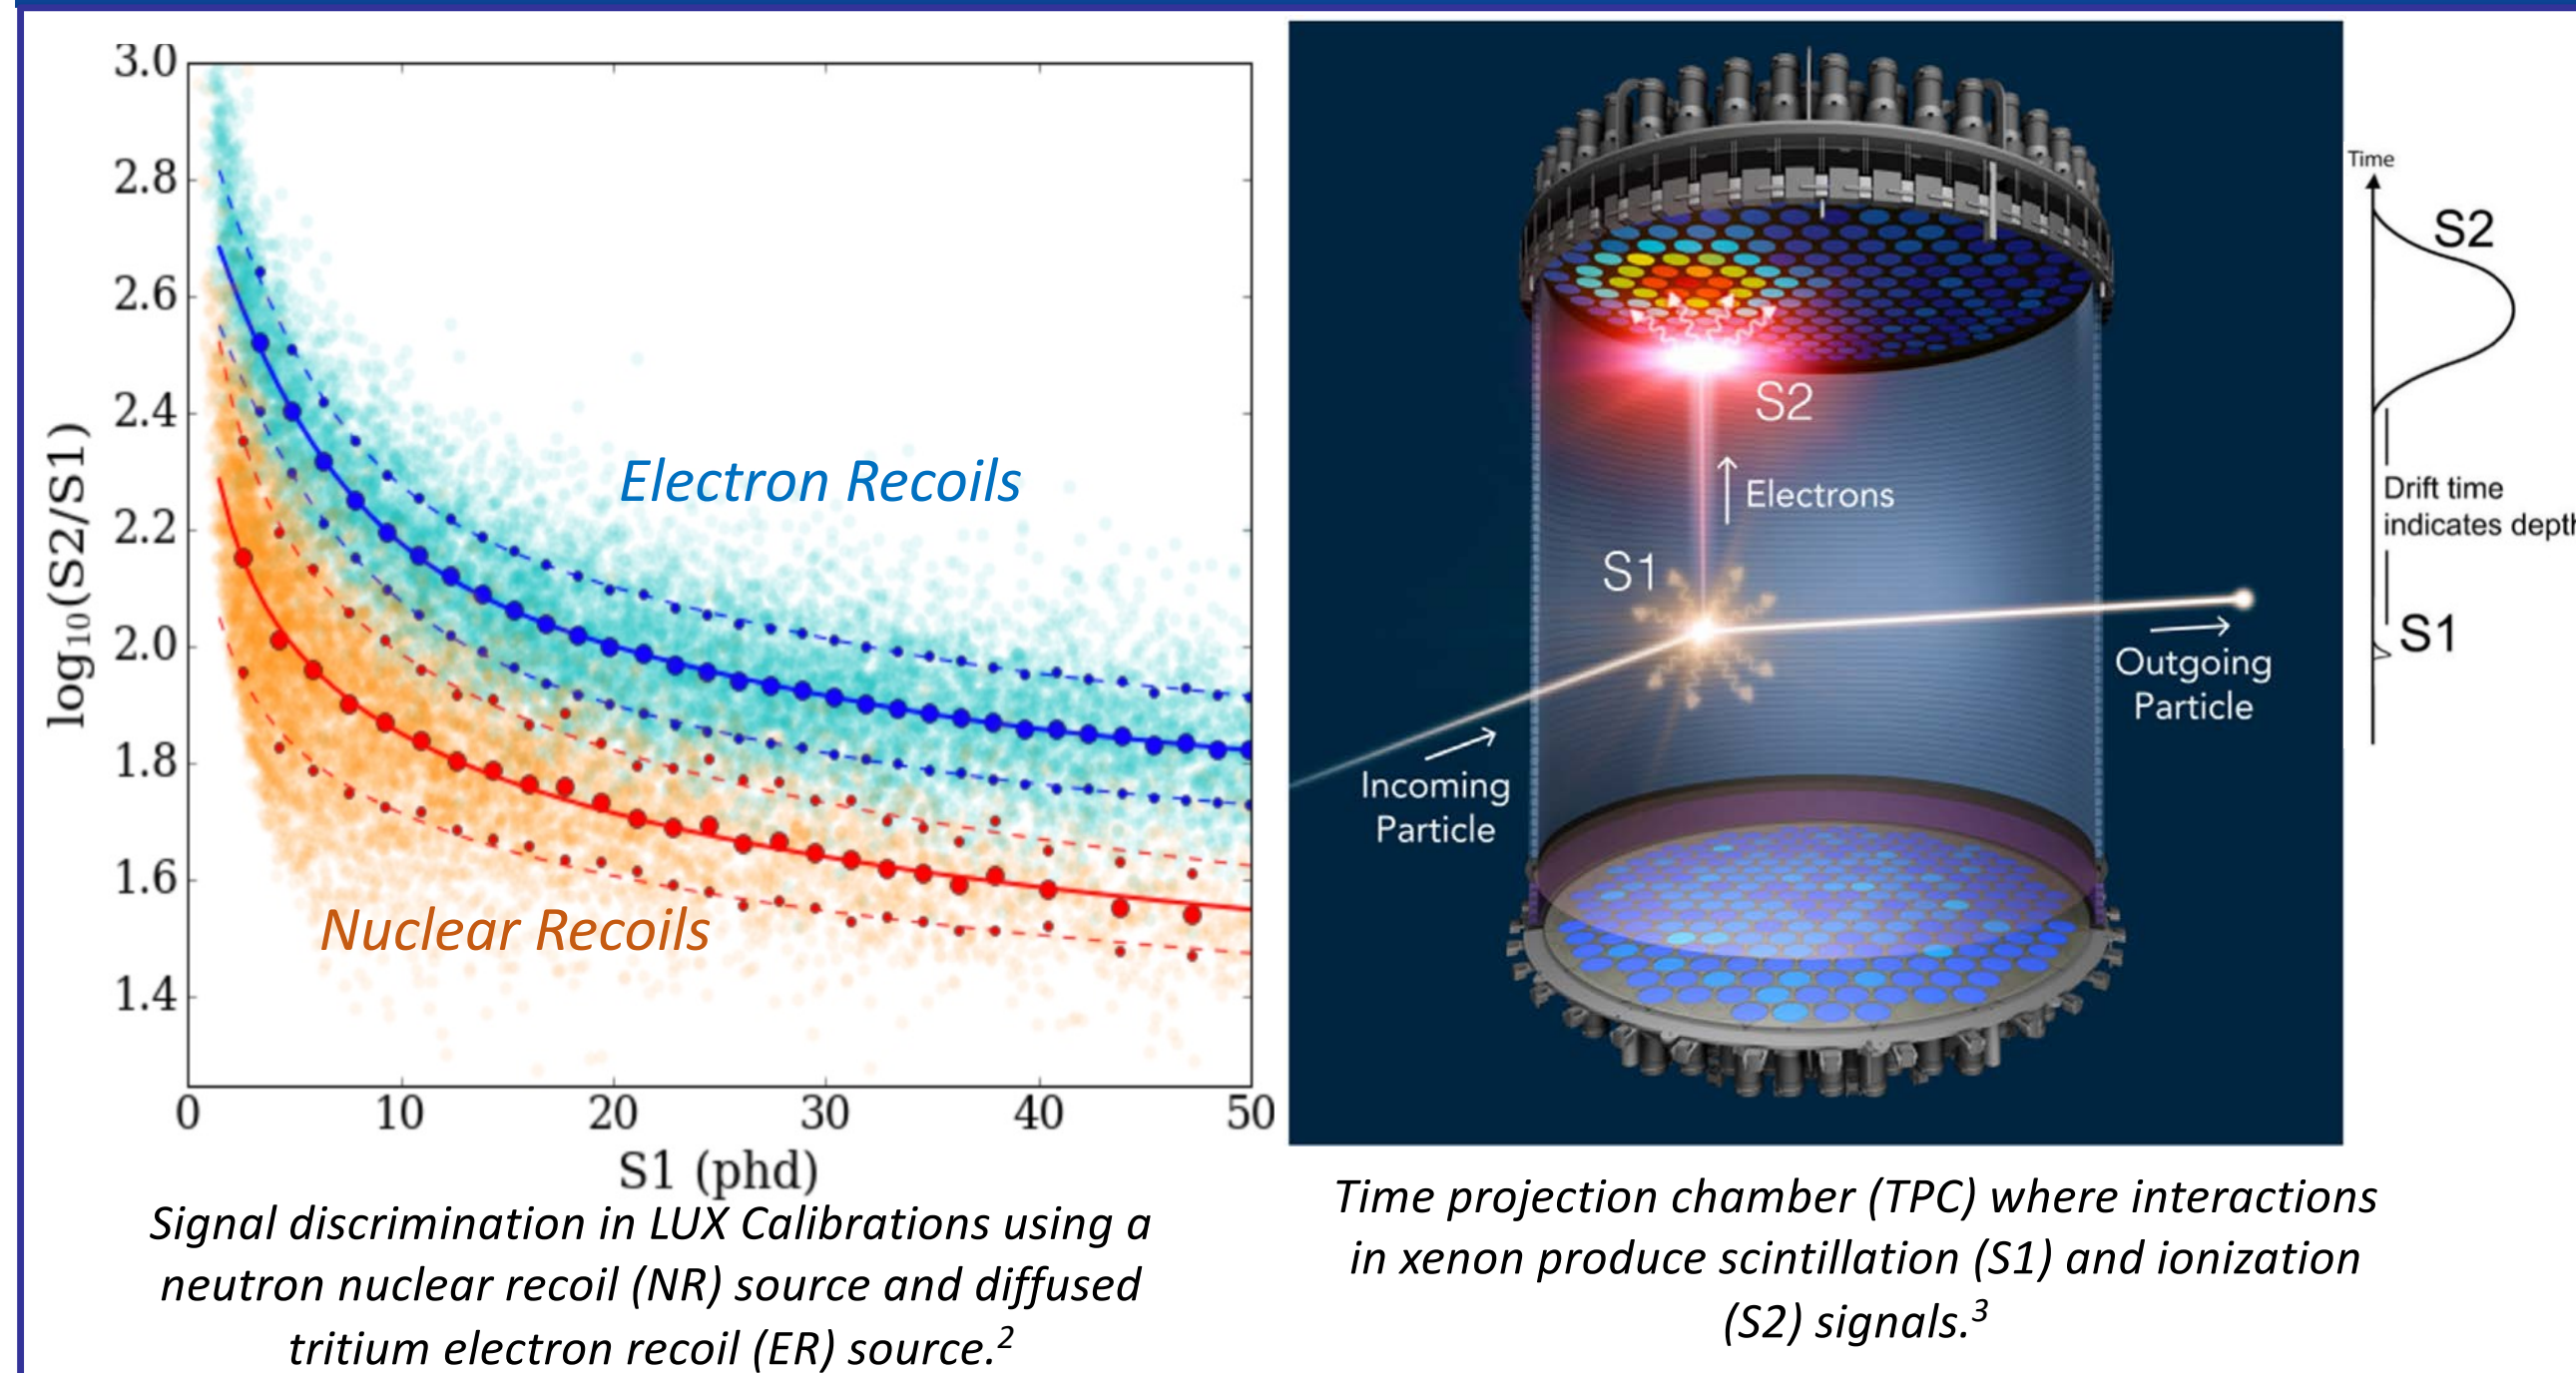 3.0
2.8
2.6
2.4
2.2
2.0
1.8
1.6
1.4
log₁₀(S2/S1)
Electron Recoils
Nuclear Recoils
0 10 20 30 40 50
S1 (phd)
Signal discrimination in LUX Calibrations using a
neutron nuclear recoil (NR) source and diffused
tritium electron recoil (ER) source.²
S2
Electrons
S1
Incoming
Particle
Outgoing
Particle
Time
S2
Drift time
indicates depth
S1
Time projection chamber (TPC) where interactions
in xenon produce scintillation (S1) and ionization
(S2) signals.³